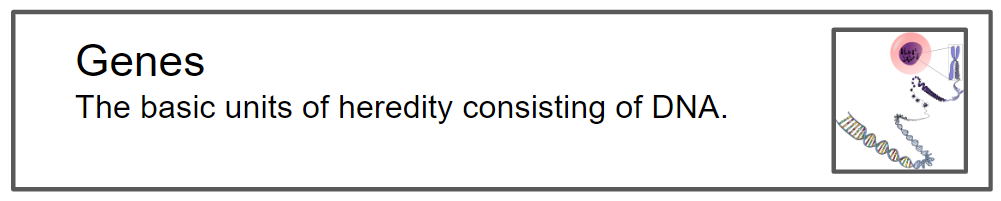 Genes
The basic units of heredity consisting of DNA.